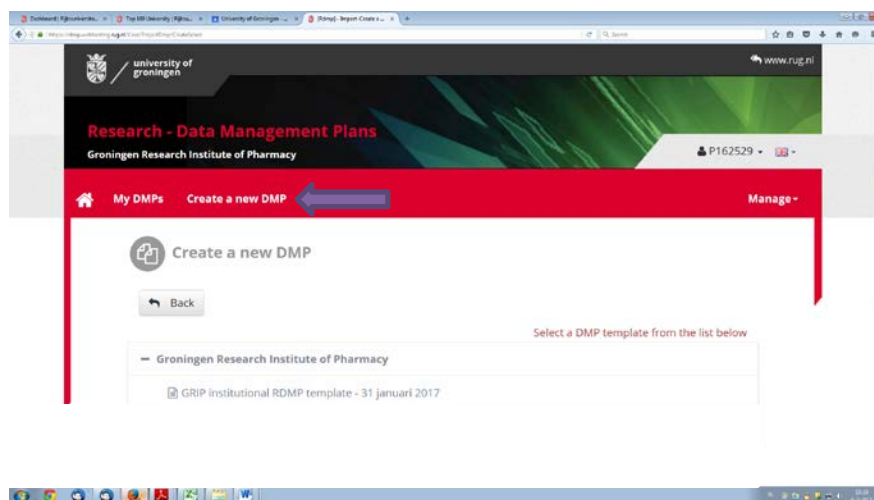 university of
groningen
www.rug.nl
Research - Data Management Plans
Groningen Research Institute of Pharmacy
P162529
My DMPs Create a new DMP Manage
Create a new DMP
Back
Select a DMP template from the list below
Groningen Research Institute of Pharmacy
GRIP institutional RDMP template - 31 januari 2017